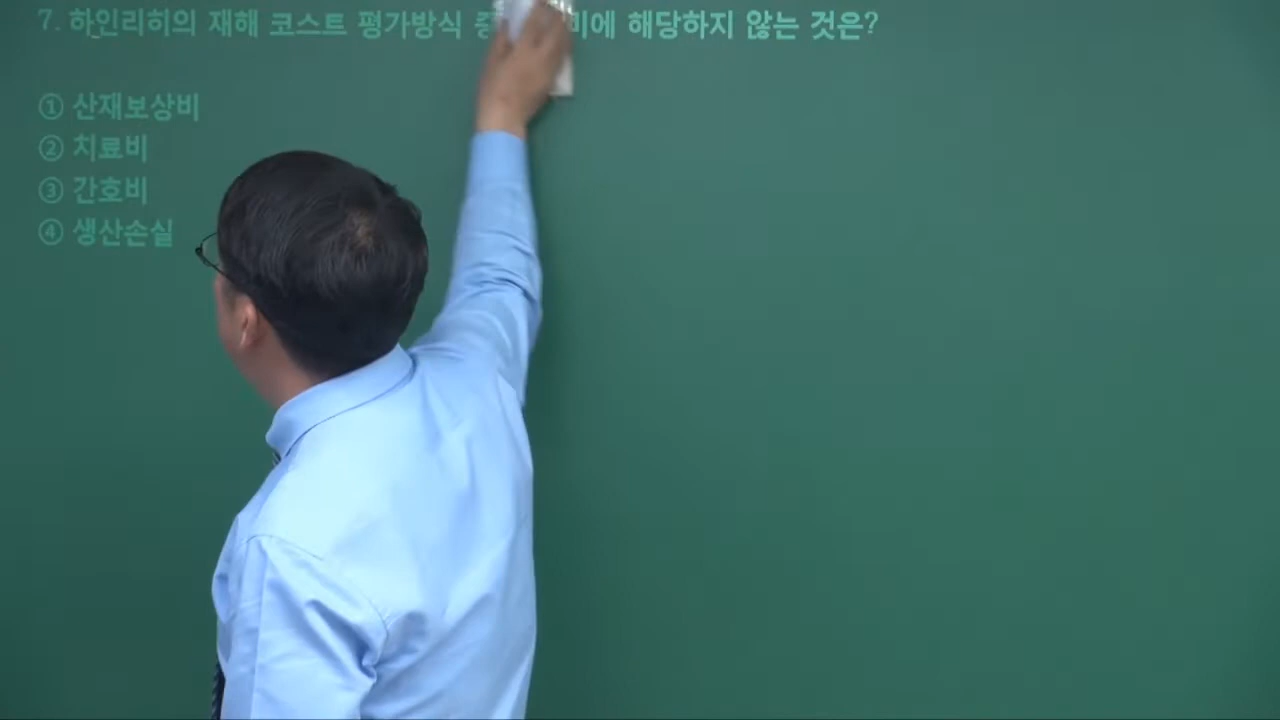 7. 하인리히의 재해 코스트 평가방식 해당하지 않는 것은?
① 산재보상비
② 치료비
③ 간호비
④ 생산손실